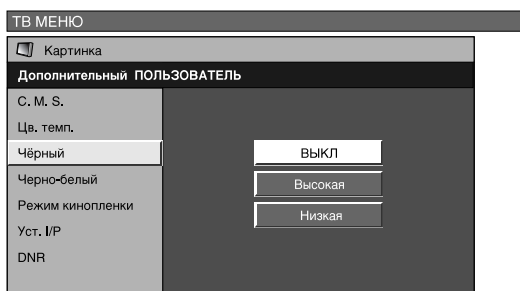 ТВ МЕНЮ
Картинка
Дополнительный ПОЛЬЗОВАТЕЛЬ
C. M. S.
Цв. темп.
Чёрный
Черно-белый
Режим кинопленки
Уст. I/P
DNR
ВЫКЛ
Высокая
Низкая